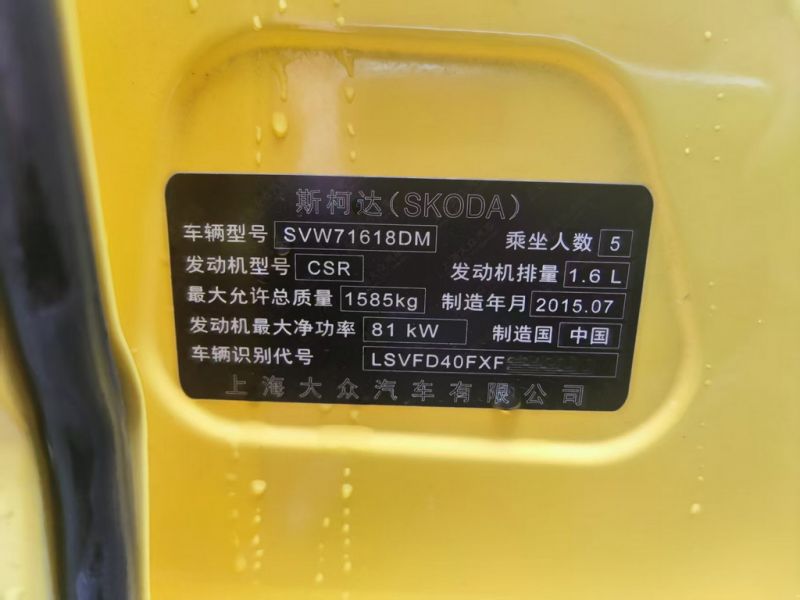 斯柯达(SKODA)
车辆型号 SVW71618DM 乘坐人数 5
发动机型号 CSR 发动机排量 1.6 L
最大允许总质量 1585kg 制造年月 2015.07
发动机最大净功率 81 kW 制造国 中国
车辆识别代号 LSVFD40FXF
上海大众汽车有限公司